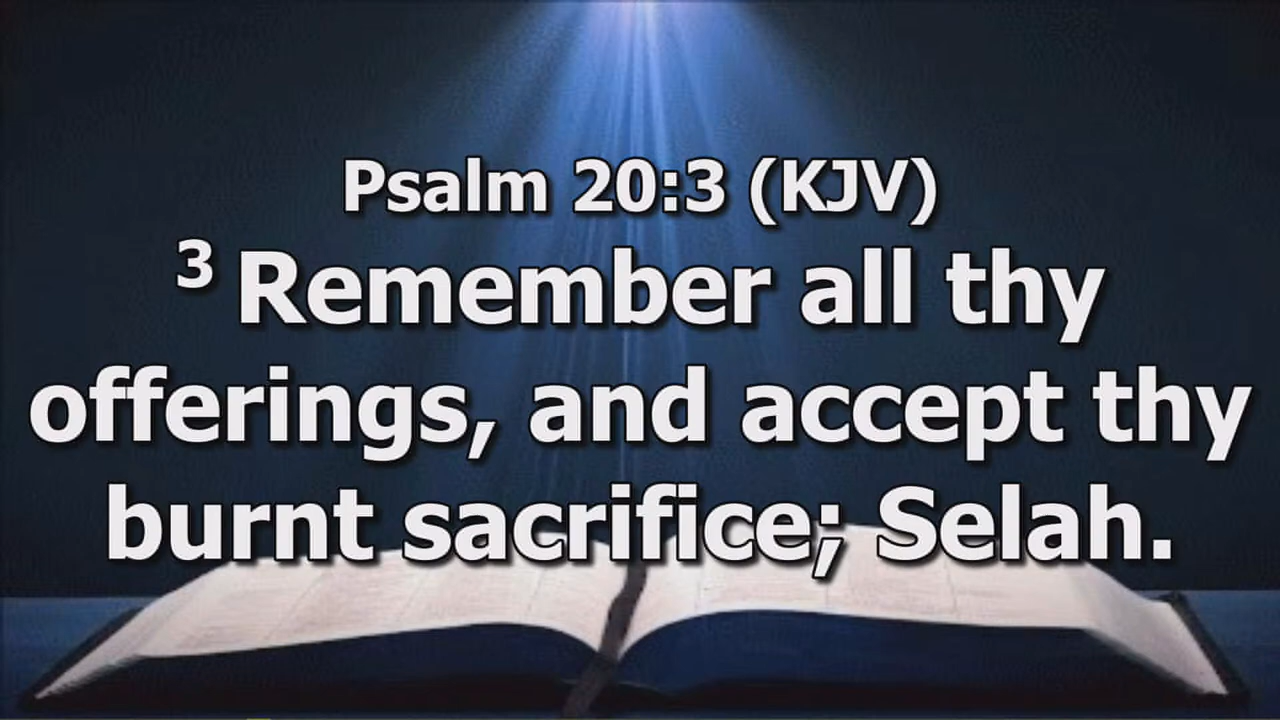 Psalm 20:3 (KJV)
3 Remember all thy
offerings, and accept thy
burnt sacrifice; Selah.